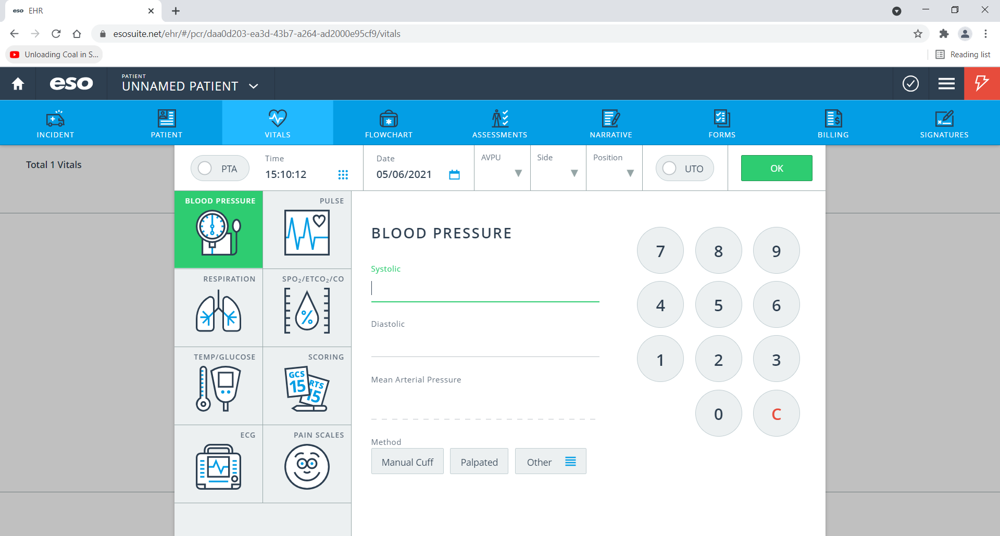 eso EHR
esosuite.net/ehr/#/pcr/daa0d203-ea3d-43b7-a264-ad2000e95cf9/vitals
Unloading Coal in S...
Reading list
eso
PATIENT
UNNAMED PATIENT
INCIDENT
PATIENT
VITALS
FLOWCHART
ASSESSMENTS
NARRATIVE
FORMS
BILLING
SIGNATURES
Total 1 Vitals
PTA
Time
15:10:12
Date
05/06/2021
AVPU
Side
Position
UTO
OK
BLOOD PRESSURE
PULSE
RESPIRATION
SPO₂/ETCO₂/CO
%
TEMP/GLUCOSE
SCORING
GCS
15
RTS
15
ECG
PAIN SCALES
BLOOD PRESSURE
Systolic
Diastolic
Mean Arterial Pressure
Method
Manual Cuff
Palpated
Other
7 8 9
4 5 6
1 2 3
0 C